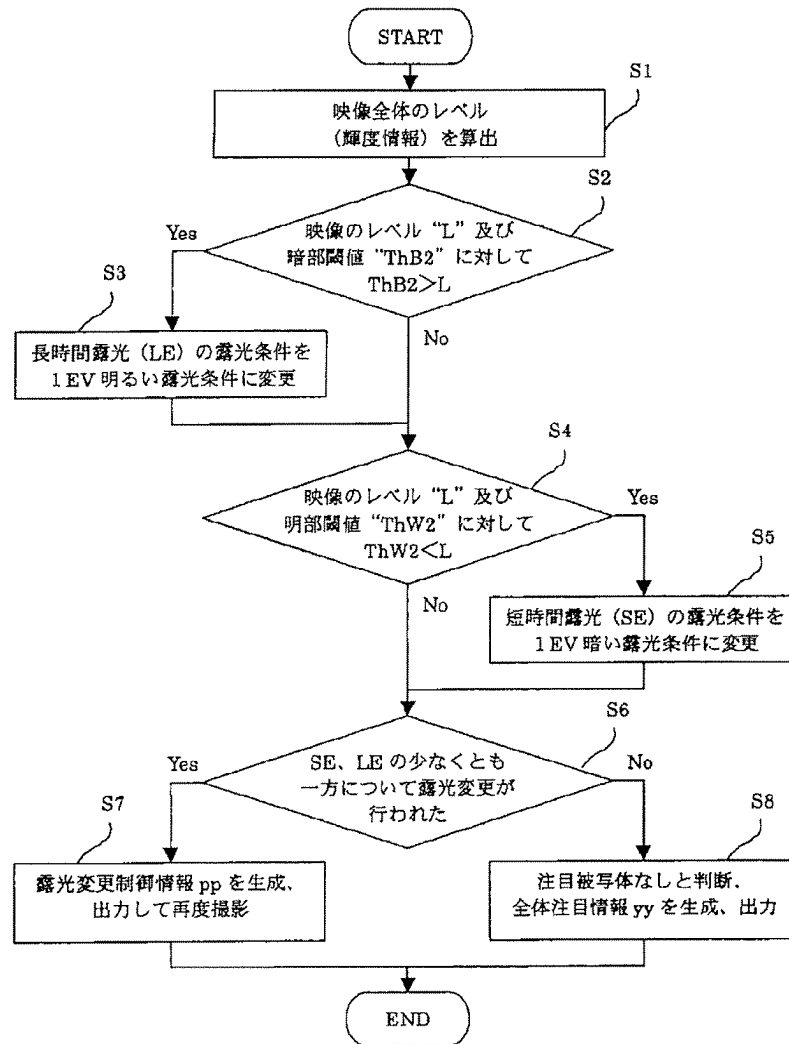 START
S1
映像全体のレベル
（輝度情報）を算出
S2
映像のレベル “L” 及び
暗部閾値 “ThB2” に対して
ThB2＞L
Yes
No
S3
長時間露光（LE）の露光条件を
1EV 明るい露光条件に変更
S4
映像のレベル “L” 及び
明部閾値 “ThW2” に対して
ThW2＜L
Yes
No
S5
短時間露光（SE）の露光条件を
1EV 暗い露光条件に変更
S6
SE、LE の少なくとも
一方について露光変更が
行われた
Yes
No
S7
露光変更制御情報 pp を生成、
出力して再度撮影
S8
注目被写体なしと判断、
全体注目情報 yy を生成、出力
END